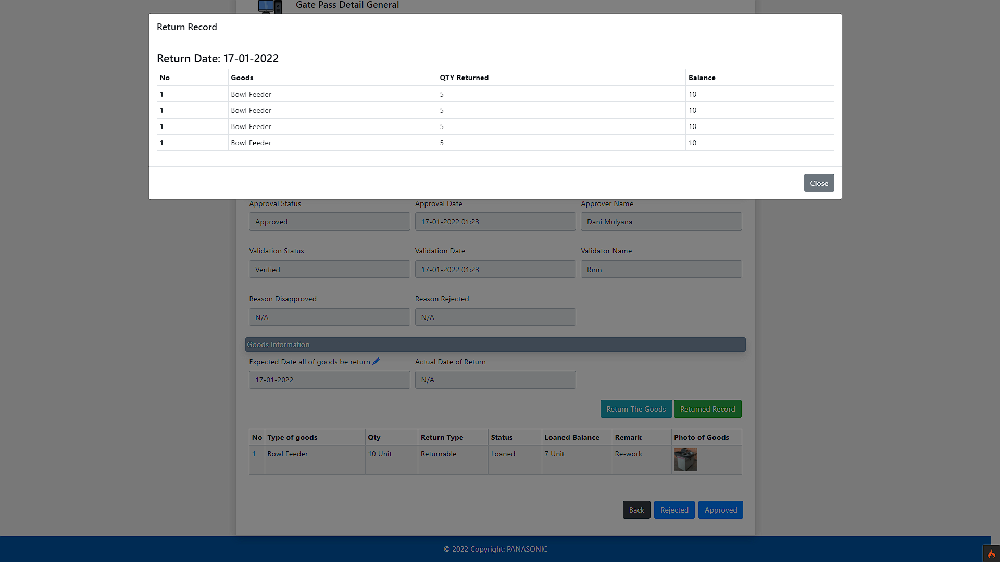 Gate Pass Detail General
Return Record
Return Date: 17-01-2022
No Goods QTY Returned Balance
1 Bowl Feeder 5 10
1 Bowl Feeder 5 10
1 Bowl Feeder 5 10
1 Bowl Feeder 5 10
Close
Approval Status Approval Date Approver Name
Approved 17-01-2022 01:23 Dani Mulyana
Validation Status Validation Date Validator Name
Verified 17-01-2022 01:23 Ririn
Reason Disapproved Reason Rejected
N/A N/A
Goods Information
Expected Date all of goods be return Actual Date of Return
17-01-2022 N/A
Return The Goods Returned Record
No Type of goods Qty Return Type Status Loaned Balance Remark Photo of Goods
1 Bowl Feeder 10 Unit Returnable Loaned 7 Unit Re-work
Back Rejected Approved
© 2022 Copyright: PANASONIC